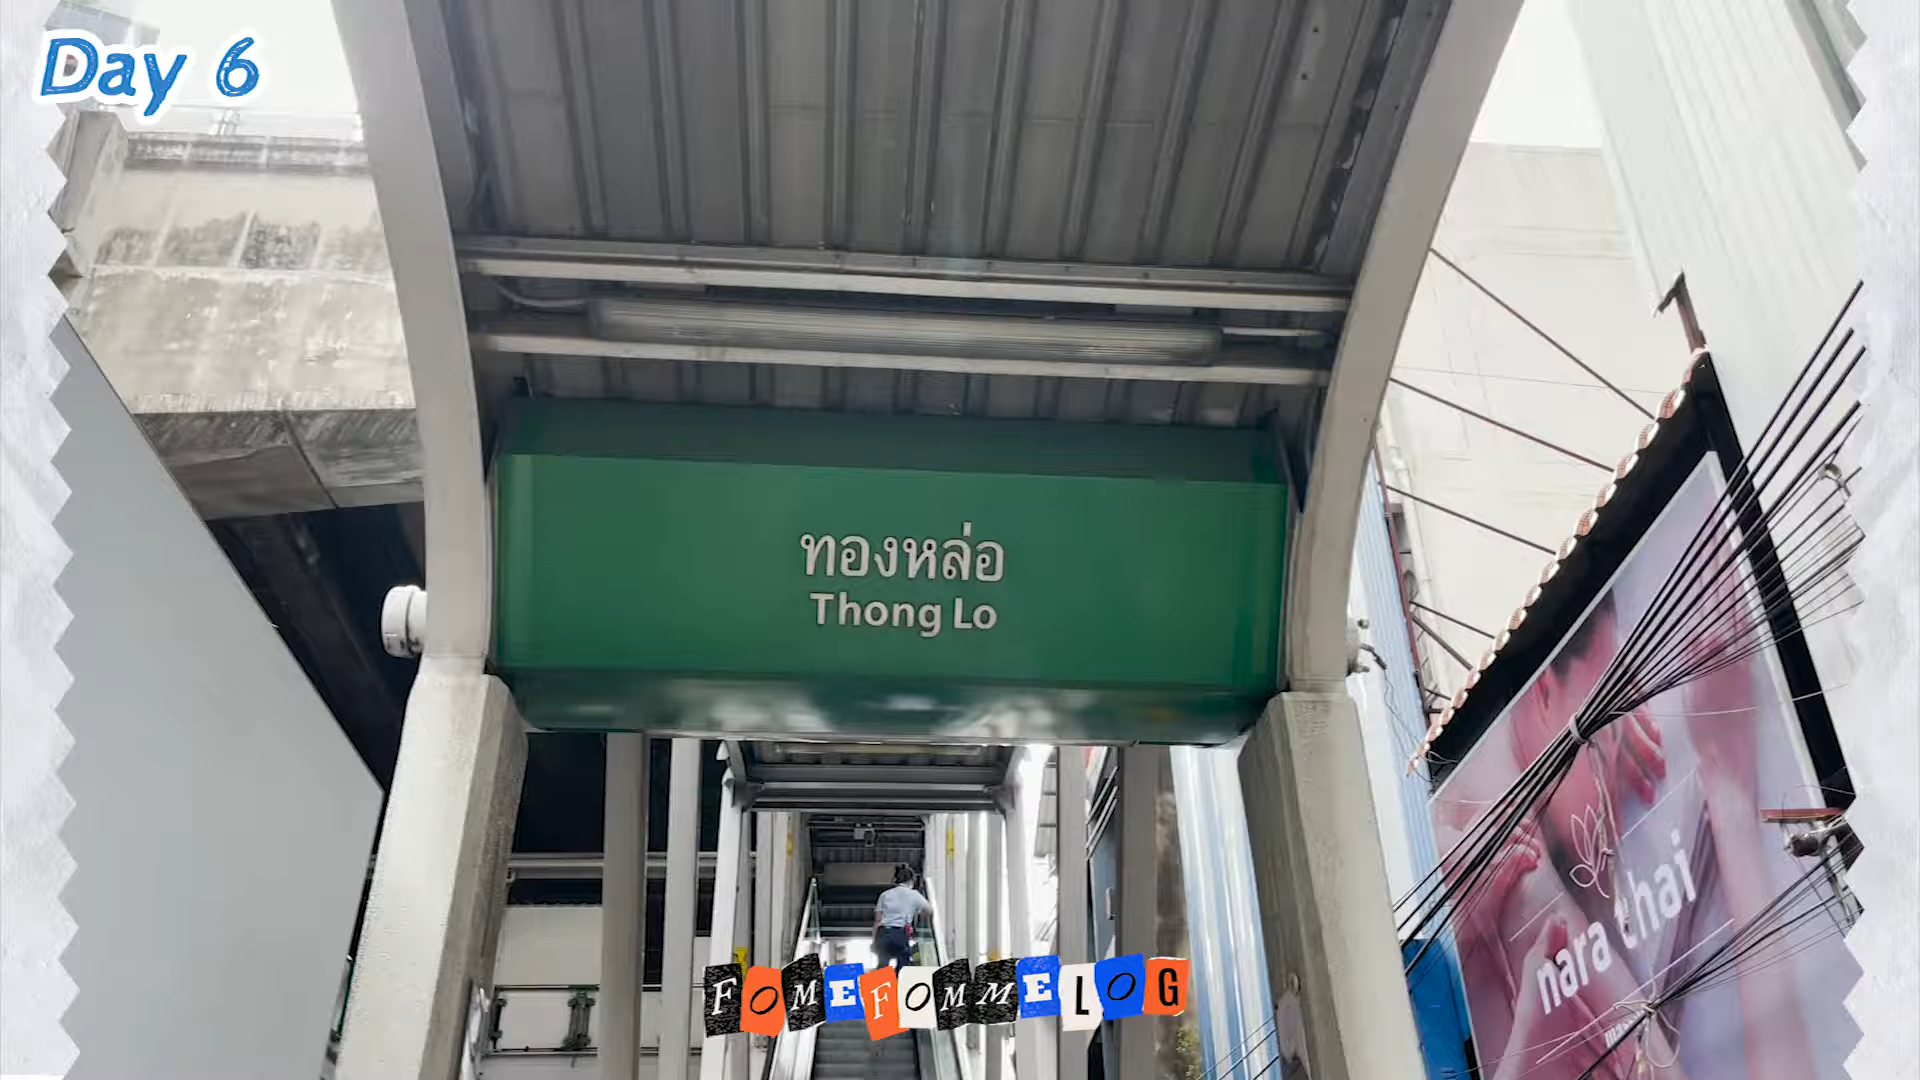 Day 6
ทองหล่อ
Thong Lo
nara thai
FOMEFOMMELOG